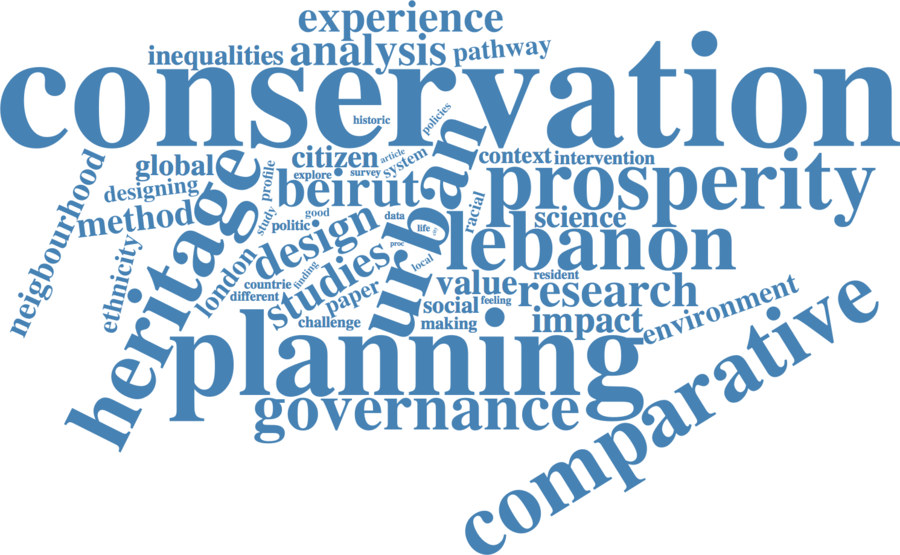 experience
inequalities
analysis
pathway
conservation
historic
policies
neighbourhood
global
designing
method
ethnicity
heritage
profile
study
citizen
article
explore
survey
system
beirut
urban
context
intervention
prosperity
racial
science
lebanon
politic
good
data
life
design
london
countrie
different
finding
studies
paper
challenge
proc
local
value
resident
research
social
feeling
making
impact
environment
planning
governance
comparative